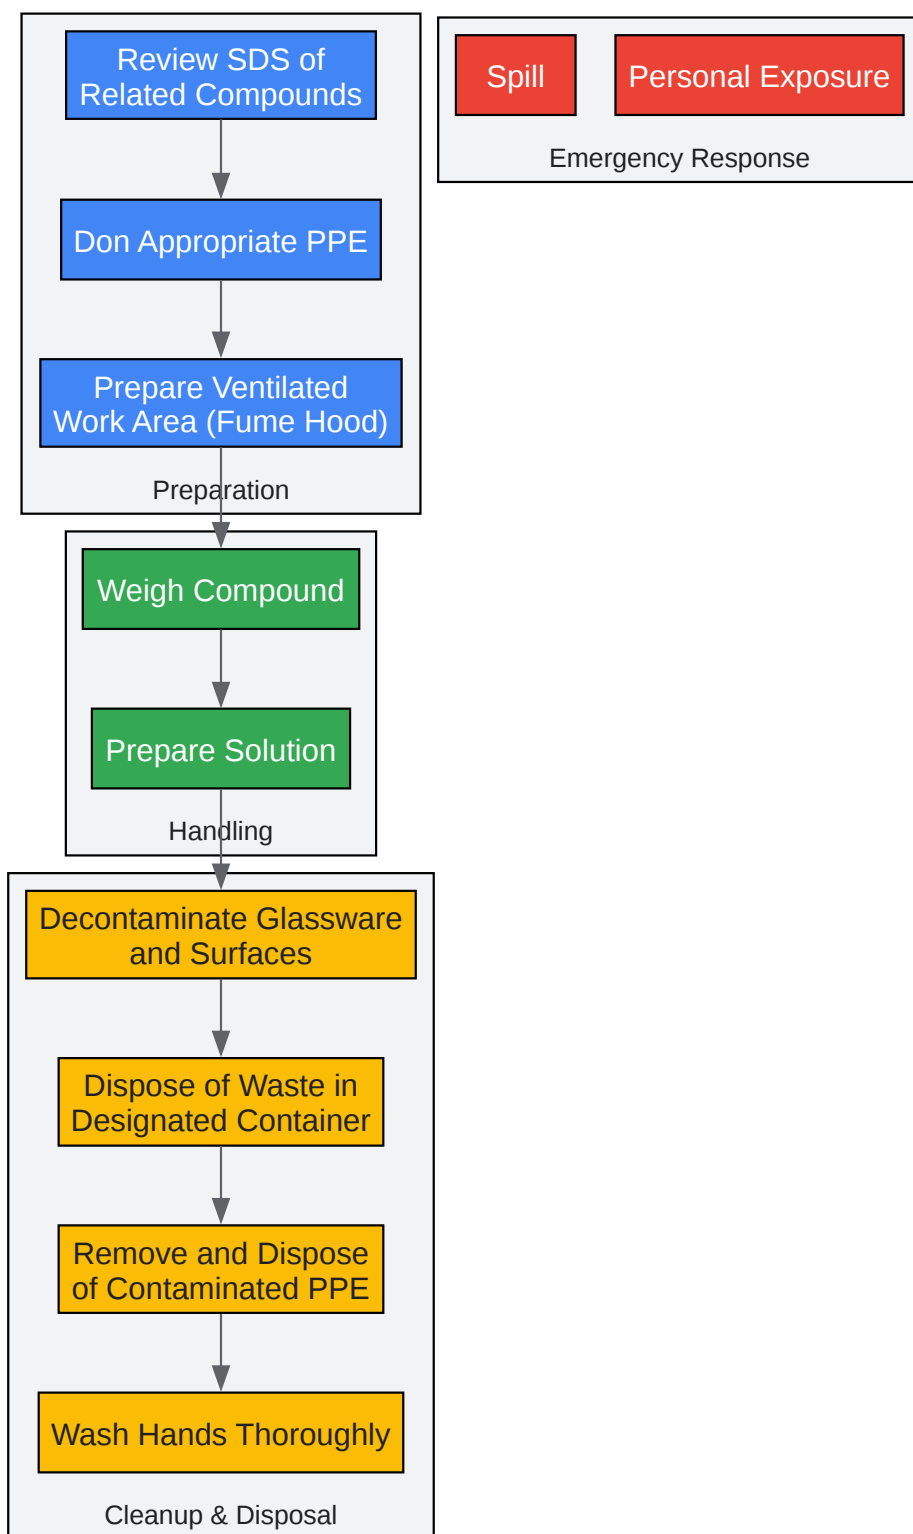 Review SDS of
Related Compounds
Don Appropriate PPE
Prepare Ventilated
Work Area (Fume Hood)
Preparation
Spill
Personal Exposure
Emergency Response
Weigh Compound
Prepare Solution
Handling
Decontaminate Glassware
and Surfaces
Dispose of Waste in
Designated Container
Remove and Dispose
of Contaminated PPE
Wash Hands Thoroughly
Cleanup & Disposal